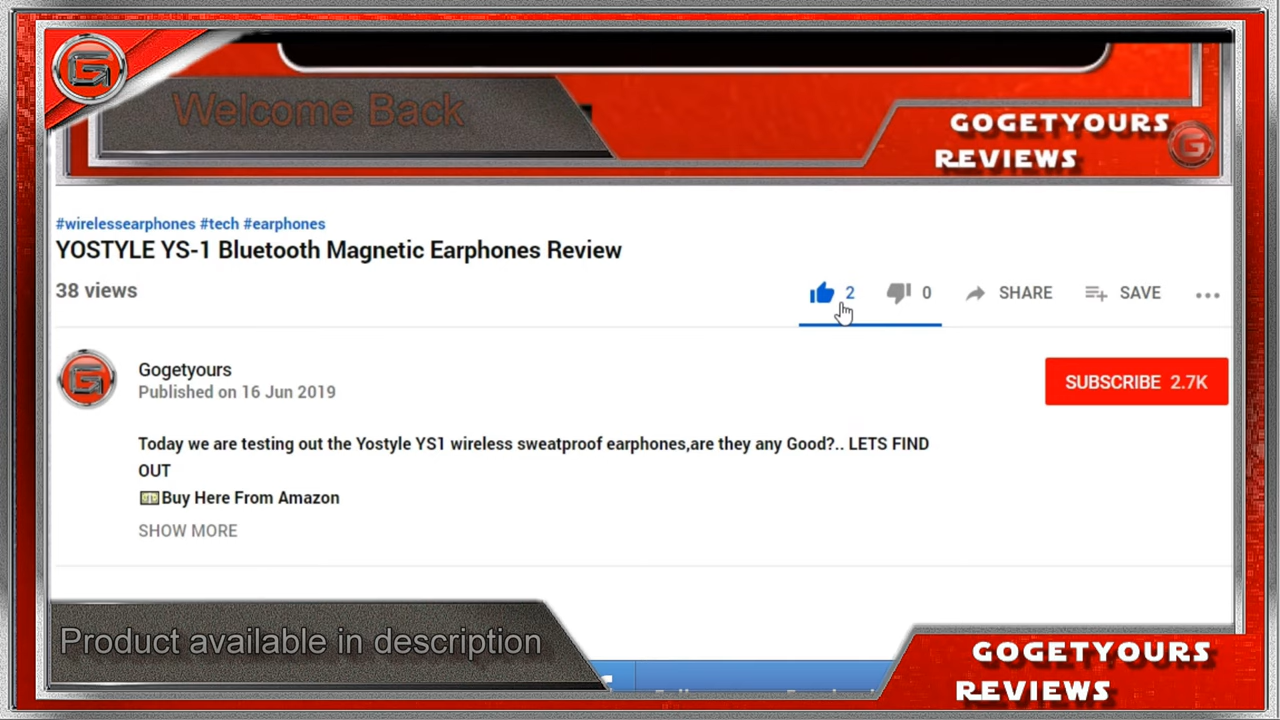 Welcome Back
GOGETYOURS
REVIEWS
#wirelessearphones #tech #earphones
YOSTYLE YS-1 Bluetooth Magnetic Earphones Review
38 views
2 0 SHARE SAVE
Gogetyours
Published on 16 Jun 2019
SUBSCRIBE 2.7K
Today we are testing out the Yostyle YS1 wireless sweatproof earphones,are they any Good?.. LETS FIND
OUT
Buy Here From Amazon
SHOW MORE
Product available in description
GOGETYOURS
REVIEWS